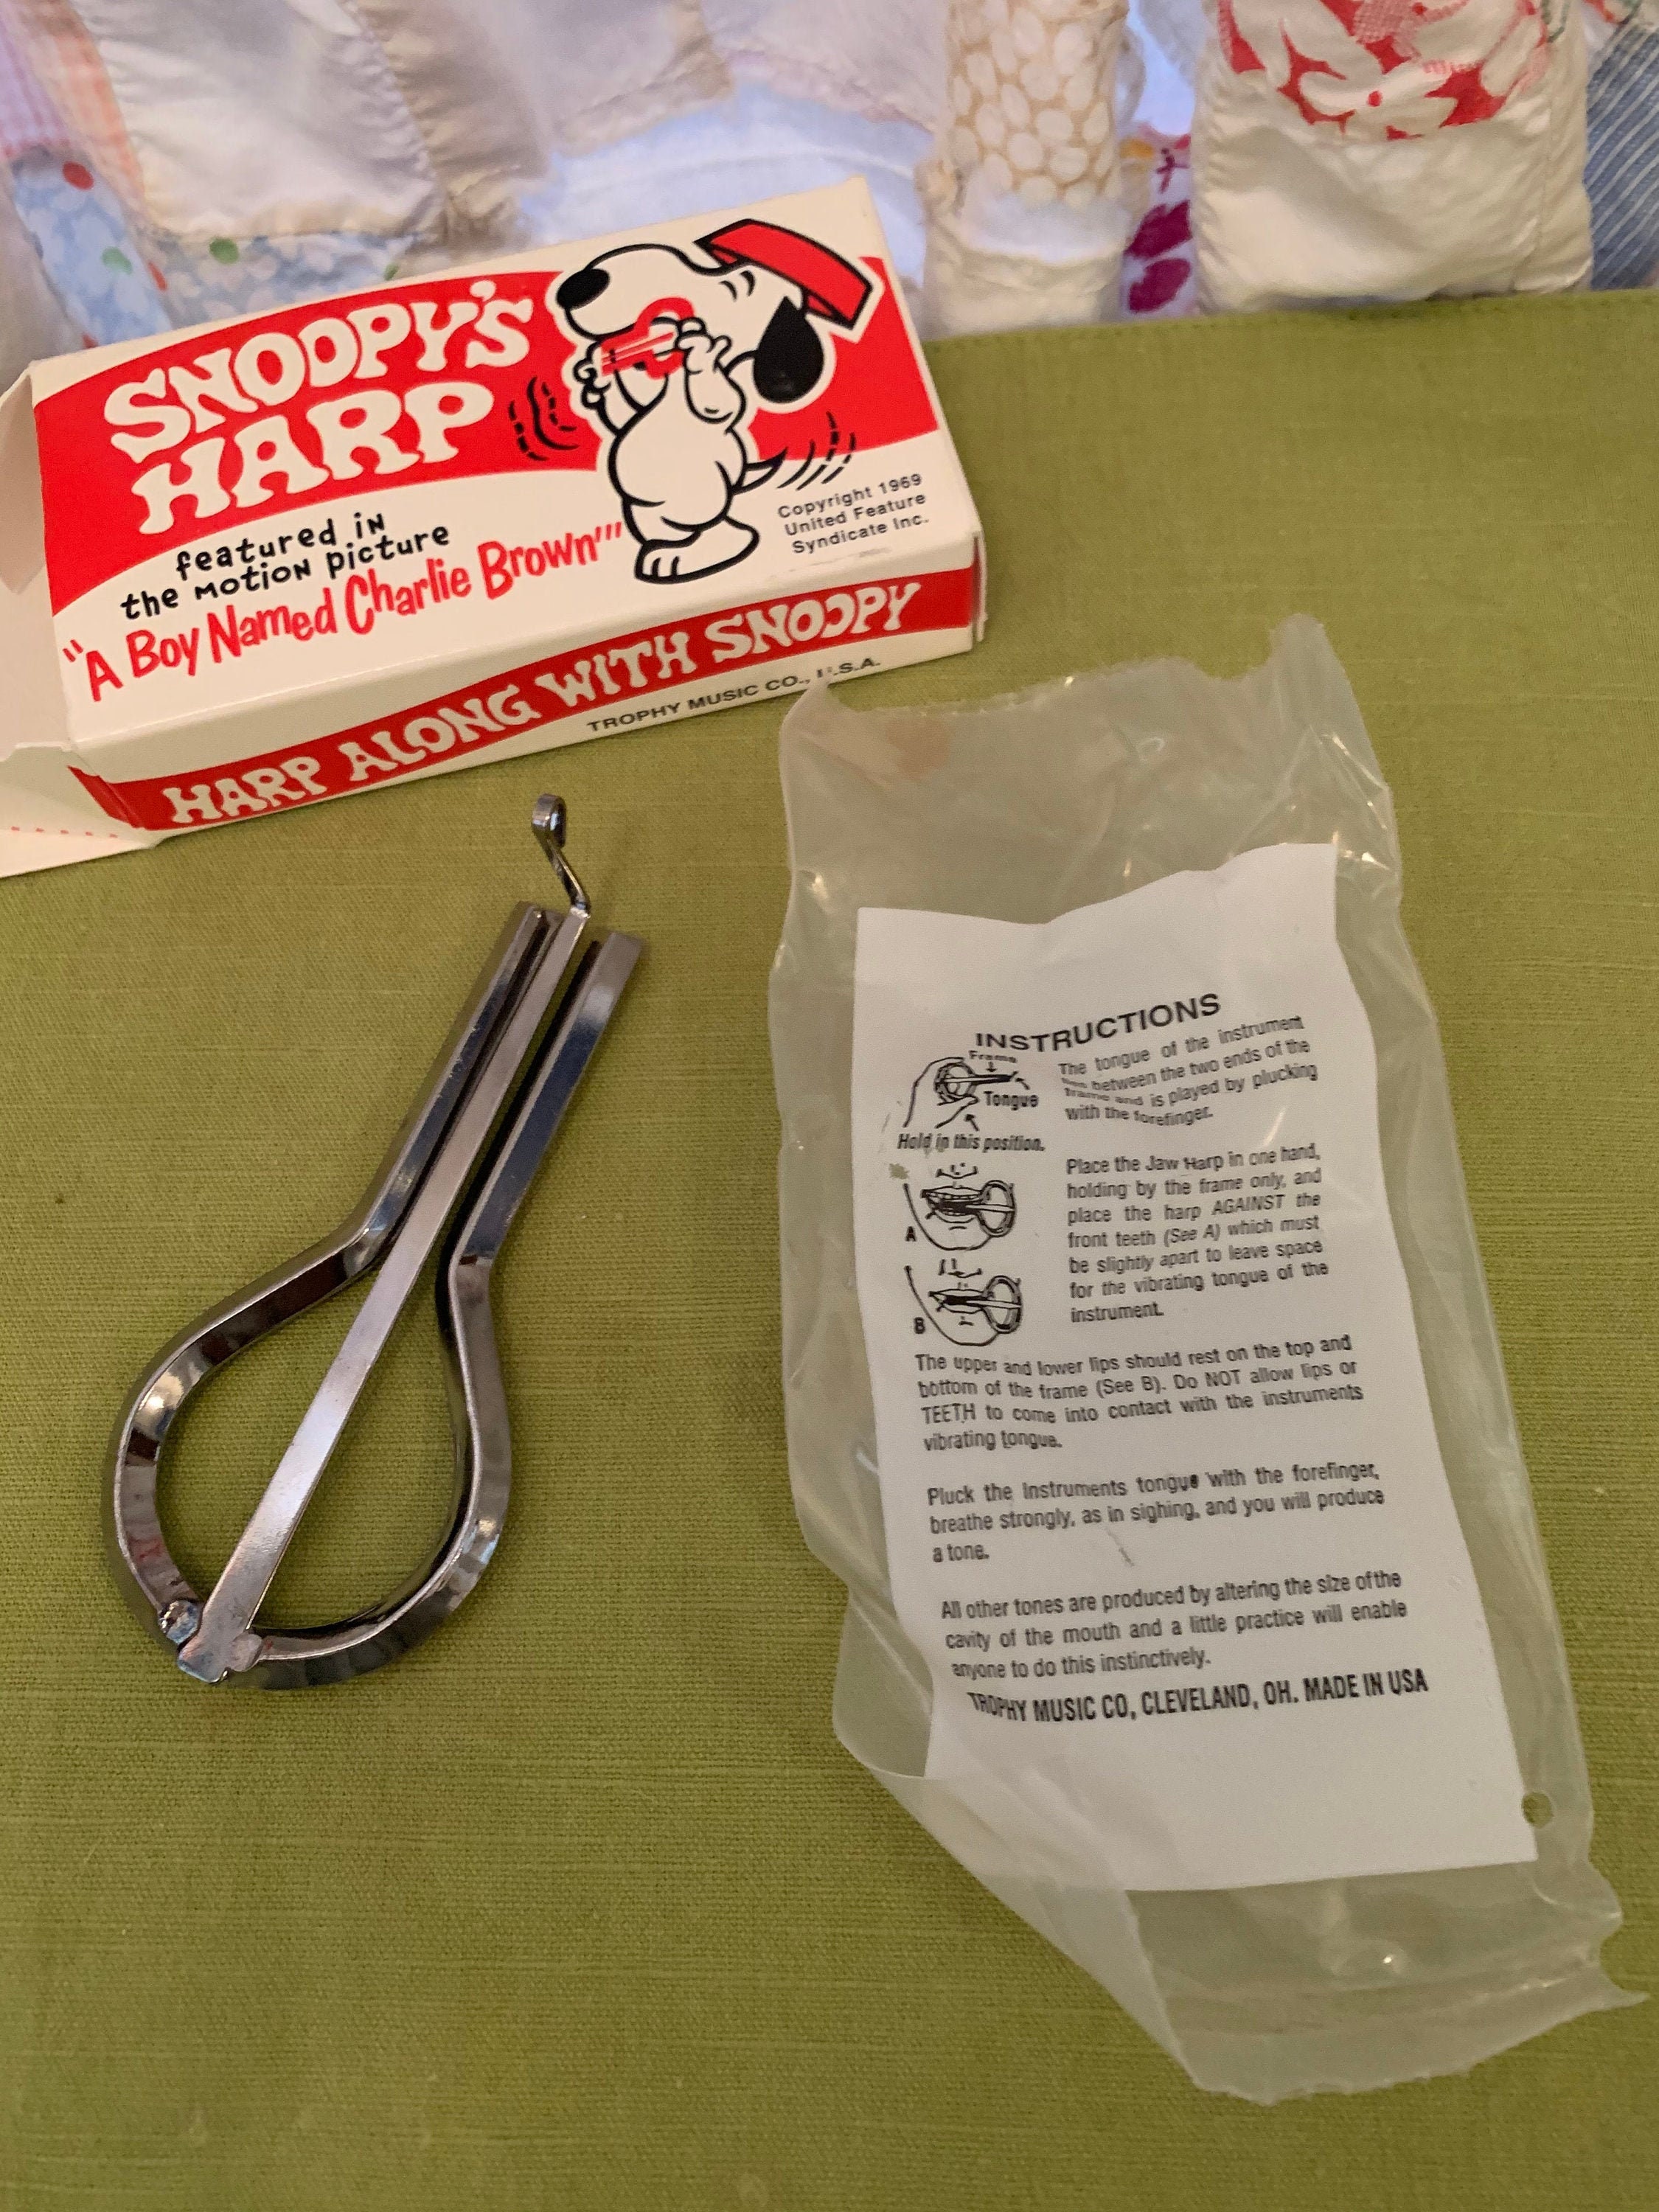 SNOOPY'S
HARP
featured in
the motion picture
"A Boy Named Charlie Brown'"
Copyright 1969
United Feature
Syndicate Inc.
HARP ALONG WITH SNOOPY
TROPHY MUSIC CO., U.S.A.
INSTRUCTIONS
Frame
Tongue
Hold in this position.
The tongue of the instrument
lies between the two ends of the
frame and is played by plucking
with the forefinger.
A
B
Place the Jaw Harp in one hand,
holding by the frame only, and
place the harp AGAINST the
front teeth (See A) which must
be slightly apart to leave space
for the vibrating tongue of the
instrument.
The upper and lower lips should rest on the top and
bottom of the frame (See B). Do NOT allow lips or
TEETH to come into contact with the instruments
vibrating tongue.
Pluck the instruments tongue with the forefinger,
breathe strongly, as in sighing, and you will produce
a tone.
All other tones are produced by altering the size of the
cavity of the mouth and a little practice will enable
anyone to do this instinctively.
TROPHY MUSIC CO, CLEVELAND, OH. MADE IN USA